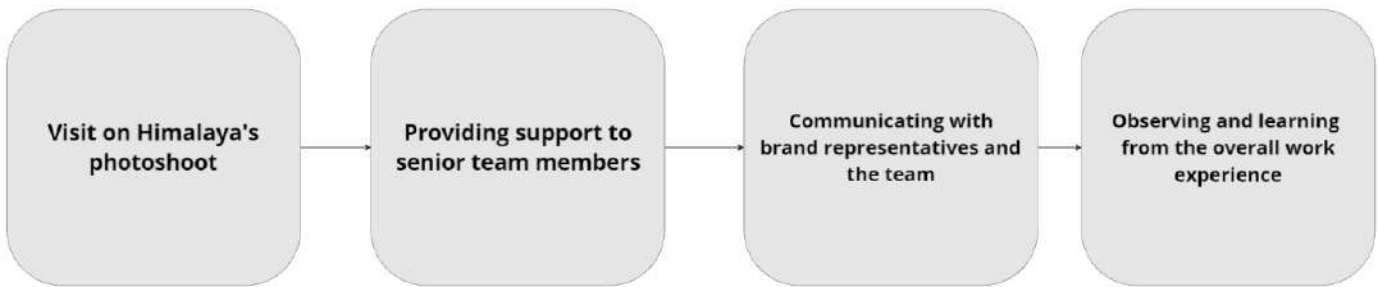 Visit on Himalaya's
photoshoot
Providing support to
senior team members
Communicating with
brand representatives and
the team
Observing and learning
from the overall work
experience